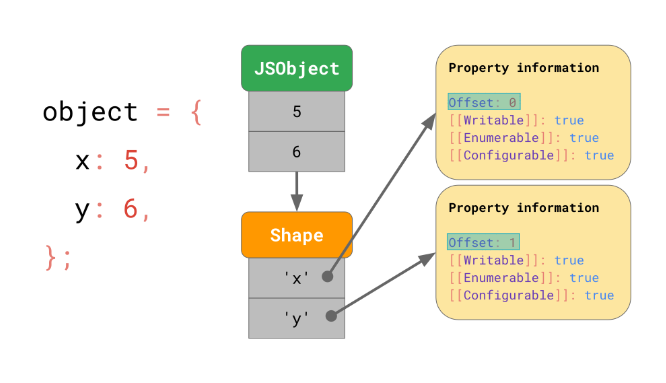 object = {
x: 5,
y: 6,
};
JSObject
5
6
Shape
'x'
'y'
Property information
Offset: 0
[[Writable]]: true
[[Enumerable]]: true
[[Configurable]]: true
Property information
Offset: 1
[[Writable]]: true
[[Enumerable]]: true
[[Configurable]]: true